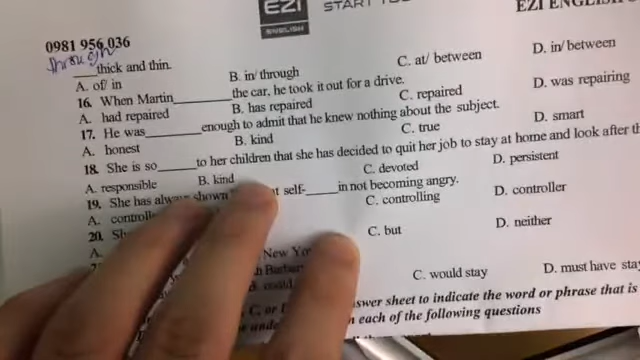 EZI
ENGLISH
START
EZI ENGLISH
0981 956 036
through
____thick and thin.
A. of/ in B. in/ through C. at/ between D. in/ between
16. When Martin________the car, he took it out for a drive.
A. had repaired B. has repaired C. repaired D. was repairing
17. He was________enough to admit that he knew nothing about the subject.
A. honest B. kind C. true D. smart
18. She is so_____to her children that she has decided to quit her job to stay at home and look after
A. responsible B. kind C. devoted D. persistent
19. She has always shown self-_____in not becoming angry.
A. C. controlling D. controller
20.
A. C. but D. neither
New
B. could C. would stay D. must have stay
answer sheet to indicate the word or phrase that is
each of the following questions